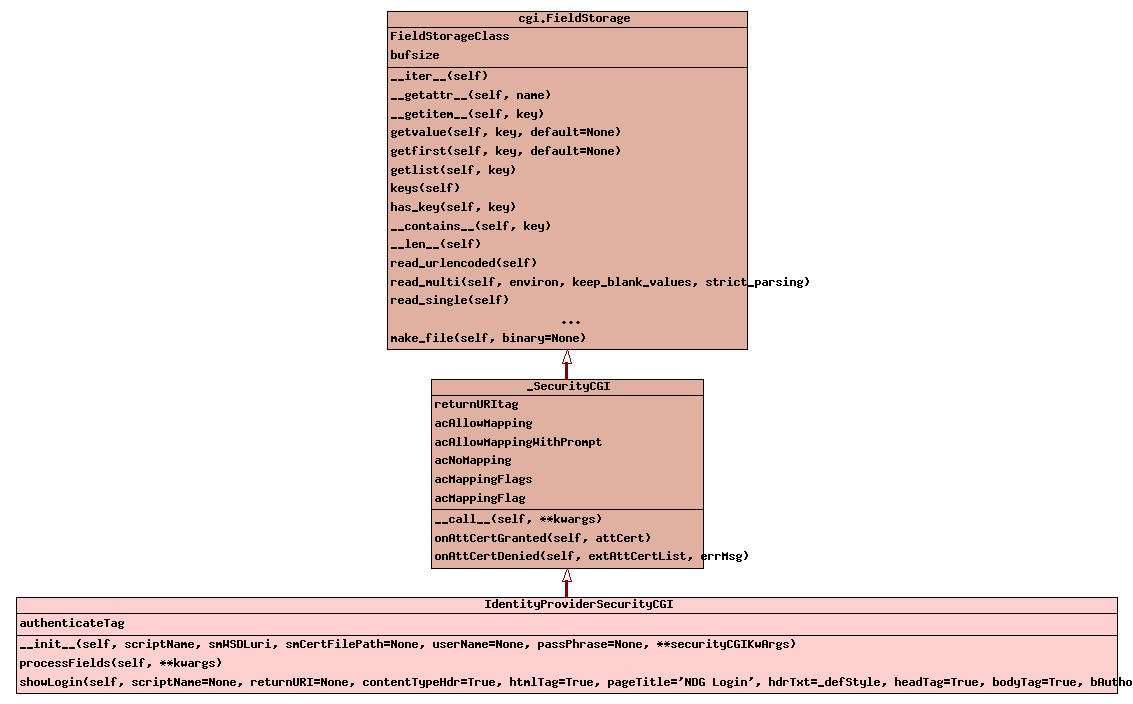 cgi.FieldStorage
FieldStorageClass
bufsize
__iter__(self)
__getattr__(self, name)
__getitem__(self, key)
getvalue(self, key, default=None)
getfirst(self, key, default=None)
getlist(self, key)
keys(self)
has_key(self, key)
__contains__(self, key)
__len__(self)
read_urlencoded(self)
read_multi(self, environ, keep_blank_values, strict_parsing)
read_single(self)
...
make_file(self, binary=None)
_SecurityCGI
returnURItag
acAllowMapping
acAllowMappingWithPrompt
acNoMapping
acMappingFlags
acMappingFlag
__call__(self, **kwargs)
onAttCertGranted(self, attCert)
onAttCertDenied(self, extAttCertList, errMsg)
IdentityProviderSecurityCGI
authenticateTag
__init__(self, scriptName, smWSDLuri, smCertFilePath=None, userName=None, passPhrase=None, **securityCGIKwArgs)
processFields(self, **kwargs)
showLogin(self, scriptName=None, returnURI=None, contentTypeHdr=True, htmlTag=True, pageTitle='NDG Login', hdrTxt=_defStyle, headTag=True, bodyTag=True, bAutho